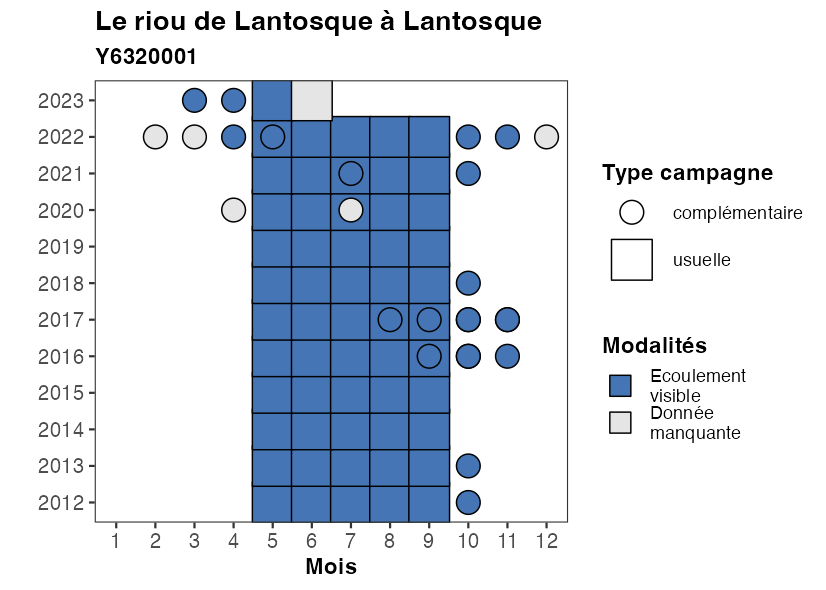 Le riou de Lantosque à Lantosque
Y6320001
2023
2022
2021
2020
2019
2018
2017
2016
2015
2014
2013
2012
1 2 3 4 5 6 7 8 9 10 11 12
Mois
Type campagne
complémentaire
usuelle
Modalités
Ecoulement
visible
Donnée
manquante